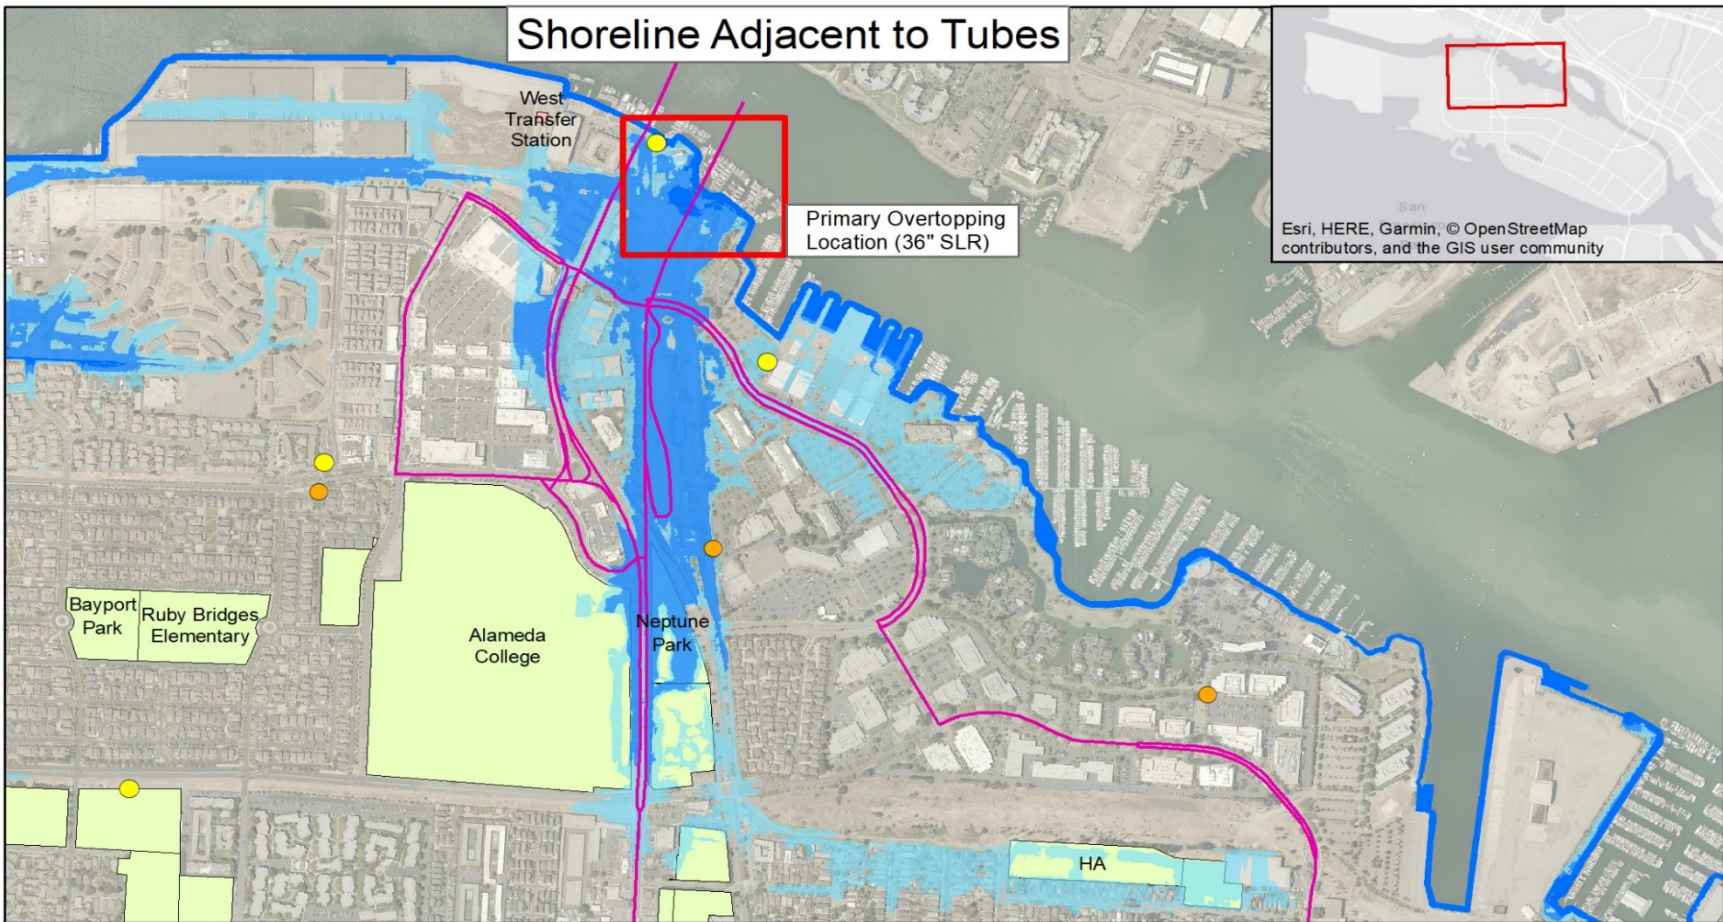 Shoreline Adjacent to Tubes
West
Transfer
Station
Primary Overtopping
Location (36" SLR)
San
Esri, HERE, Garmin, © OpenStreetMap
contributors, and the GIS user community
Bayport
Park
Ruby Bridges
Elementary
Alameda
College
Neptune
Park
HA